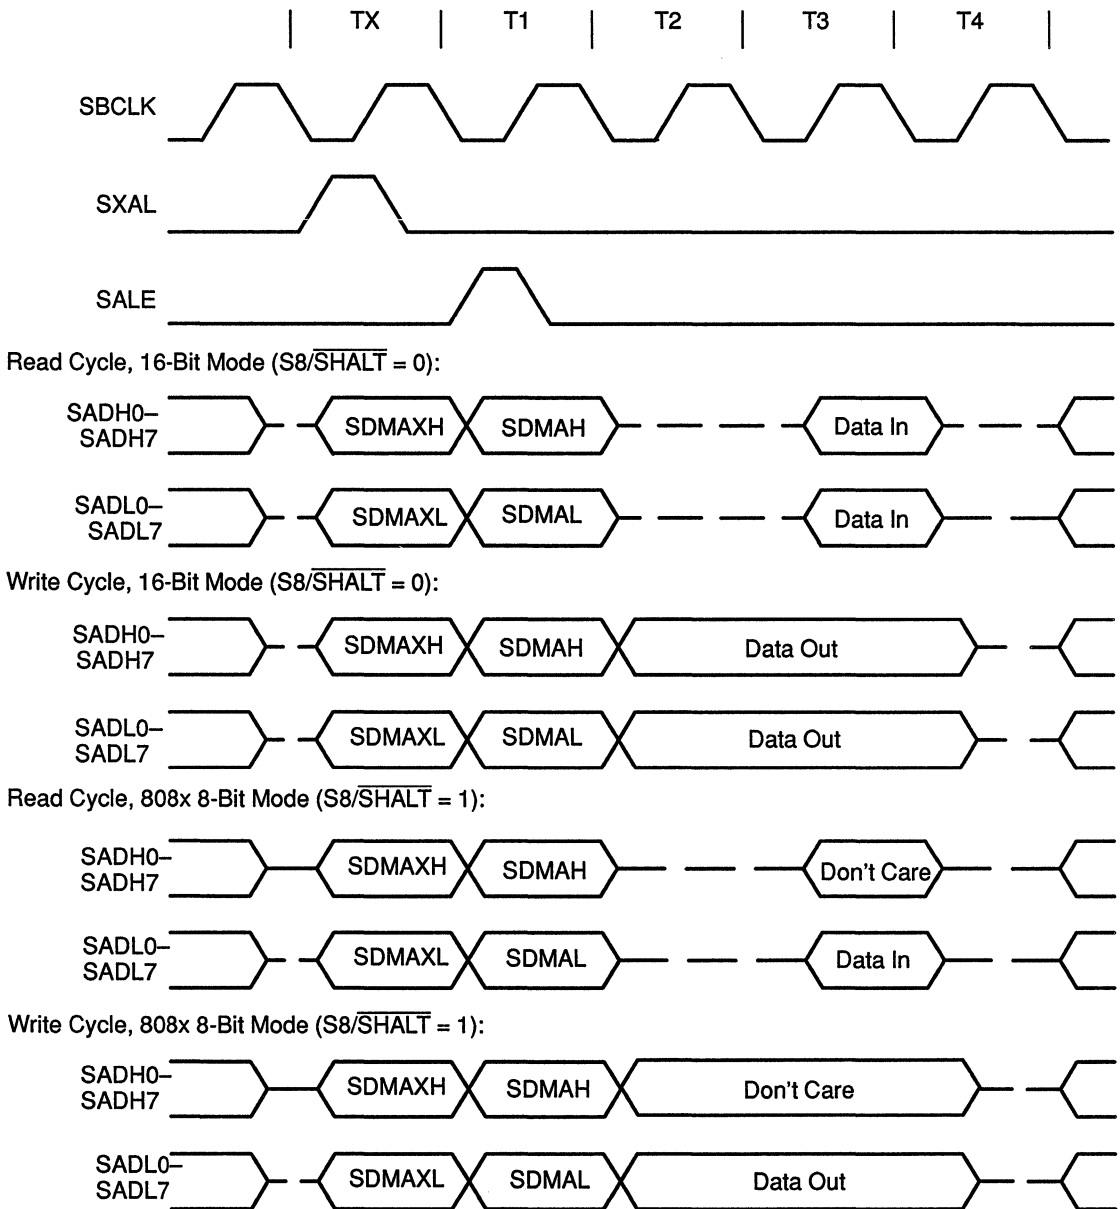 TX T1 T2 T3 T4
SBCLK
SXAL
SALE
Read Cycle, 16-Bit Mode (S8/SHALT = 0):
SADH0–
SADH7
SDMAXH SDMAH Data In
SADL0–
SADL7
SDMAXL SDMAL Data In
Write Cycle, 16-Bit Mode (S8/SHALT = 0):
SADH0–
SADH7
SDMAXH SDMAH Data Out
SADL0–
SADL7
SDMAXL SDMAL Data Out
Read Cycle, 808x 8-Bit Mode (S8/SHALT = 1):
SADH0–
SADH7
SDMAXH SDMAH Don't Care
SADL0–
SADL7
SDMAXL SDMAL Data In
Write Cycle, 808x 8-Bit Mode (S8/SHALT = 1):
SADH0–
SADH7
SDMAXH SDMAH Don't Care
SADL0–
SADL7
SDMAXL SDMAL Data Out